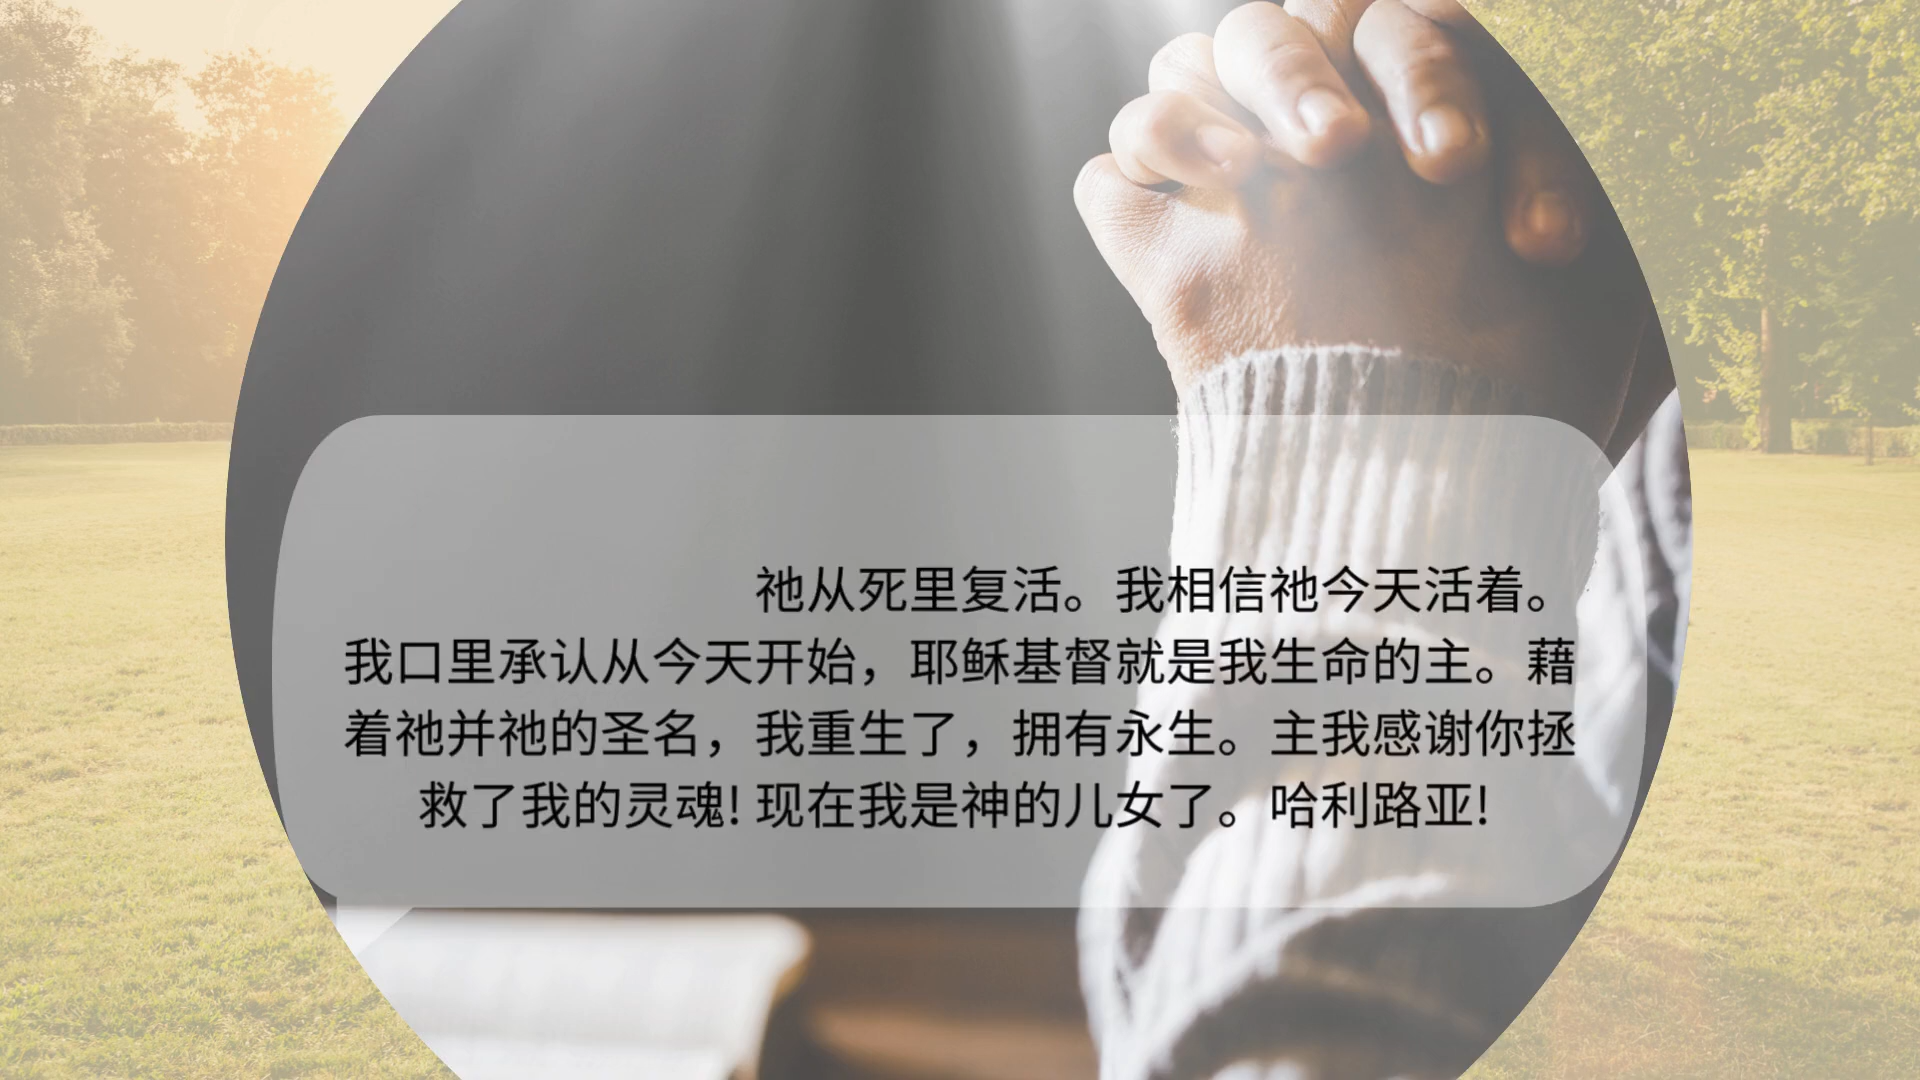 祂从死里复活。我相信祂今天活着。
我口里承认从今天开始，耶稣基督就是我生命的主。藉
着祂并祂的圣名，我重生了，拥有永生。主我感谢你拯
救了我的灵魂! 现在我是神的儿女了。哈利路亚!